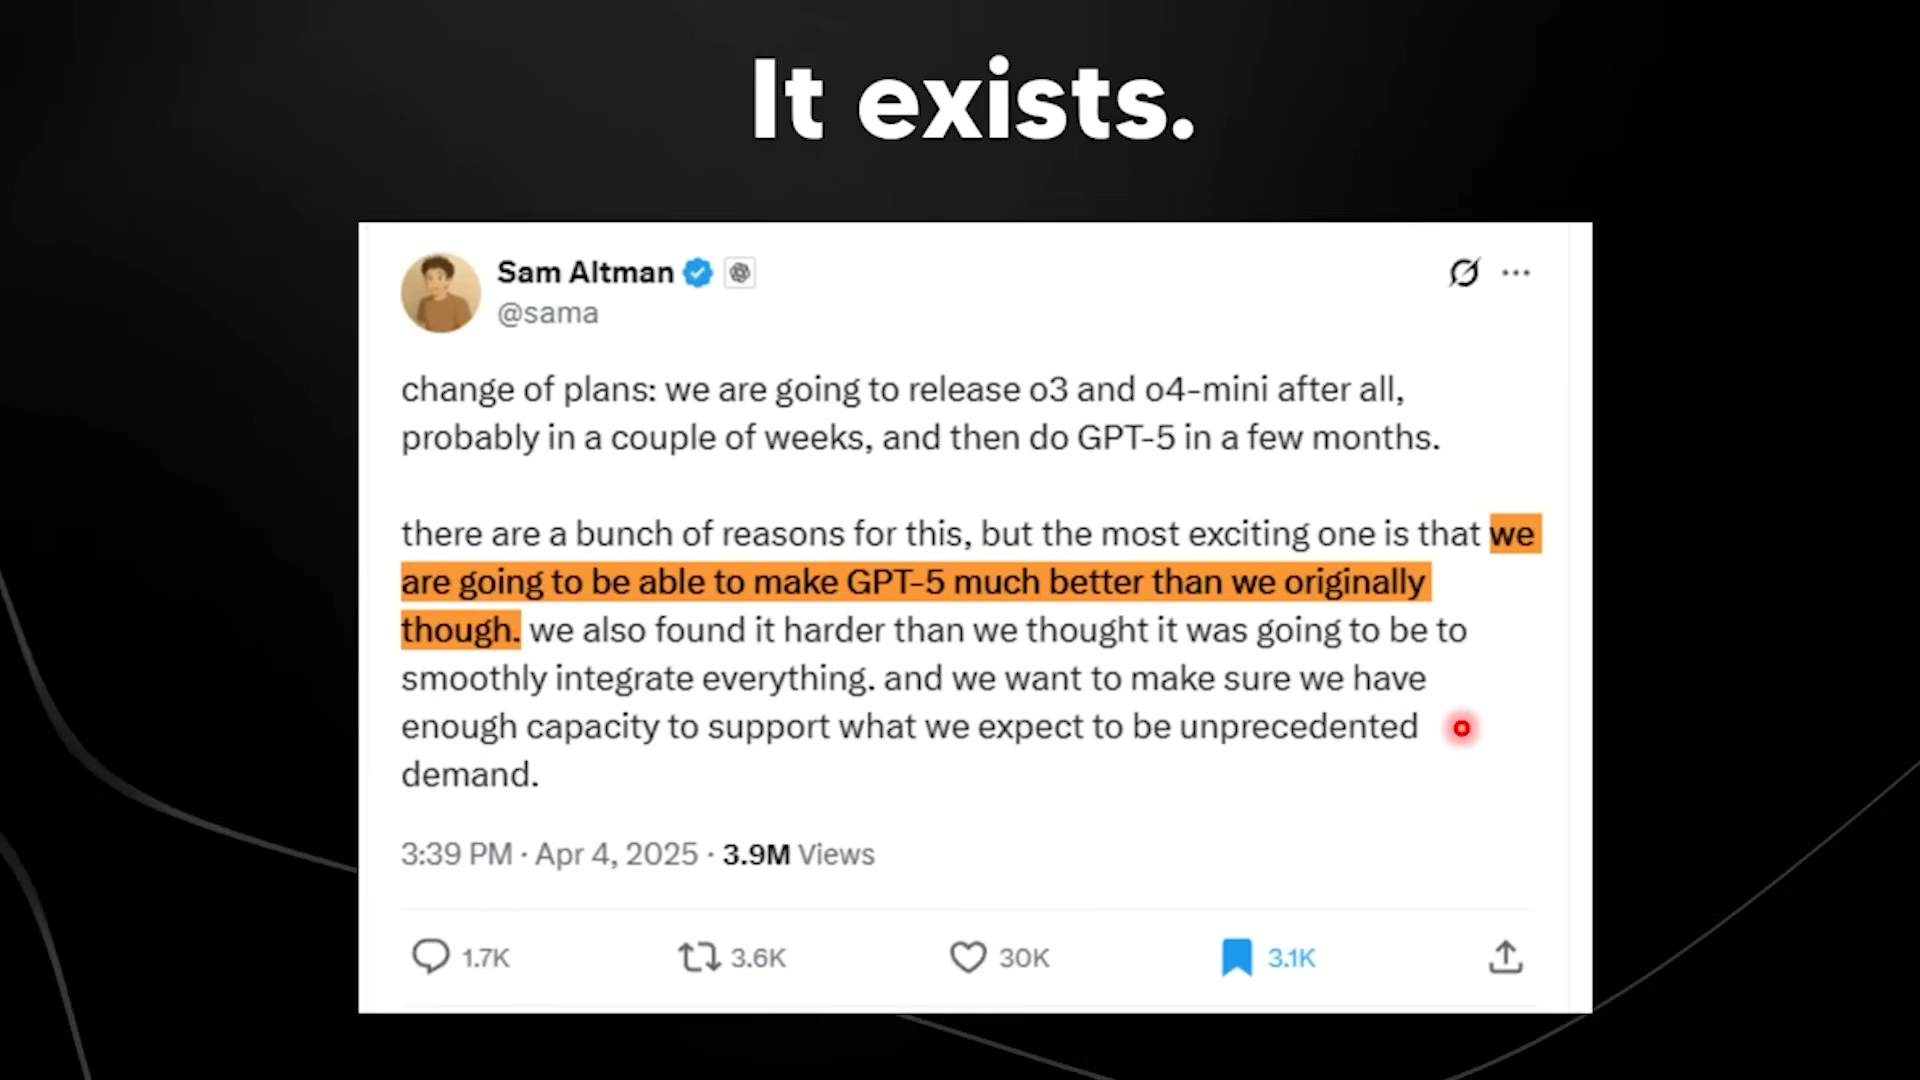 It exists.
Sam Altman
@sama
change of plans: we are going to release o3 and o4-mini after all,
probably in a couple of weeks, and then do GPT-5 in a few months.
there are a bunch of reasons for this, but the most exciting one is that we
are going to be able to make GPT-5 much better than we originally
though. we also found it harder than we thought it was going to be to
smoothly integrate everything. and we want to make sure we have
enough capacity to support what we expect to be unprecedented
demand.
3:39 PM · Apr 4, 2025 · 3.9M Views
1.7K 3.6K 30K 3.1K